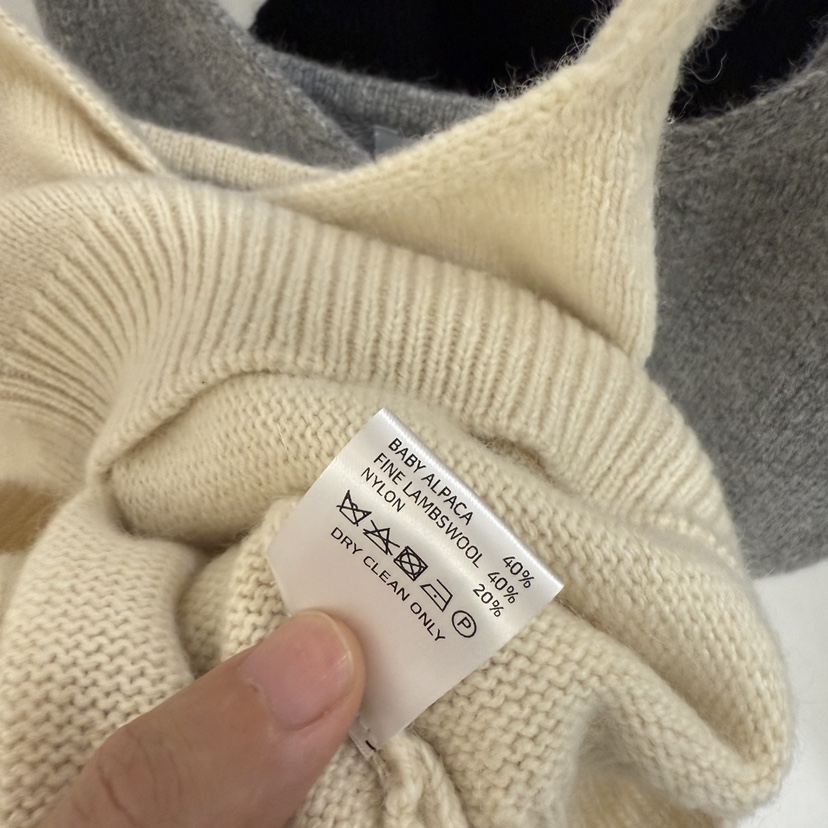 BABY ALPACA 40%
FINE LAMBSWOOL 40%
NYLON 20%
P
DRY CLEAN ONLY